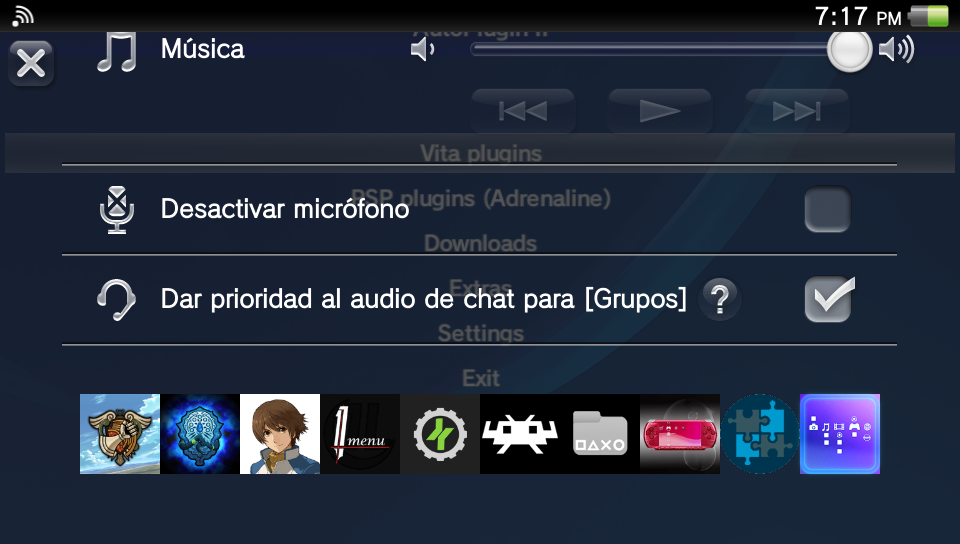 7:17 PM
AutoPlugin II
Música
Vita plugins
PSP plugins (Adrenaline)
Desactivar micrófono
Downloads
Extras
Dar prioridad al audio de chat para [Grupos] ?
Settings
Exit
menu